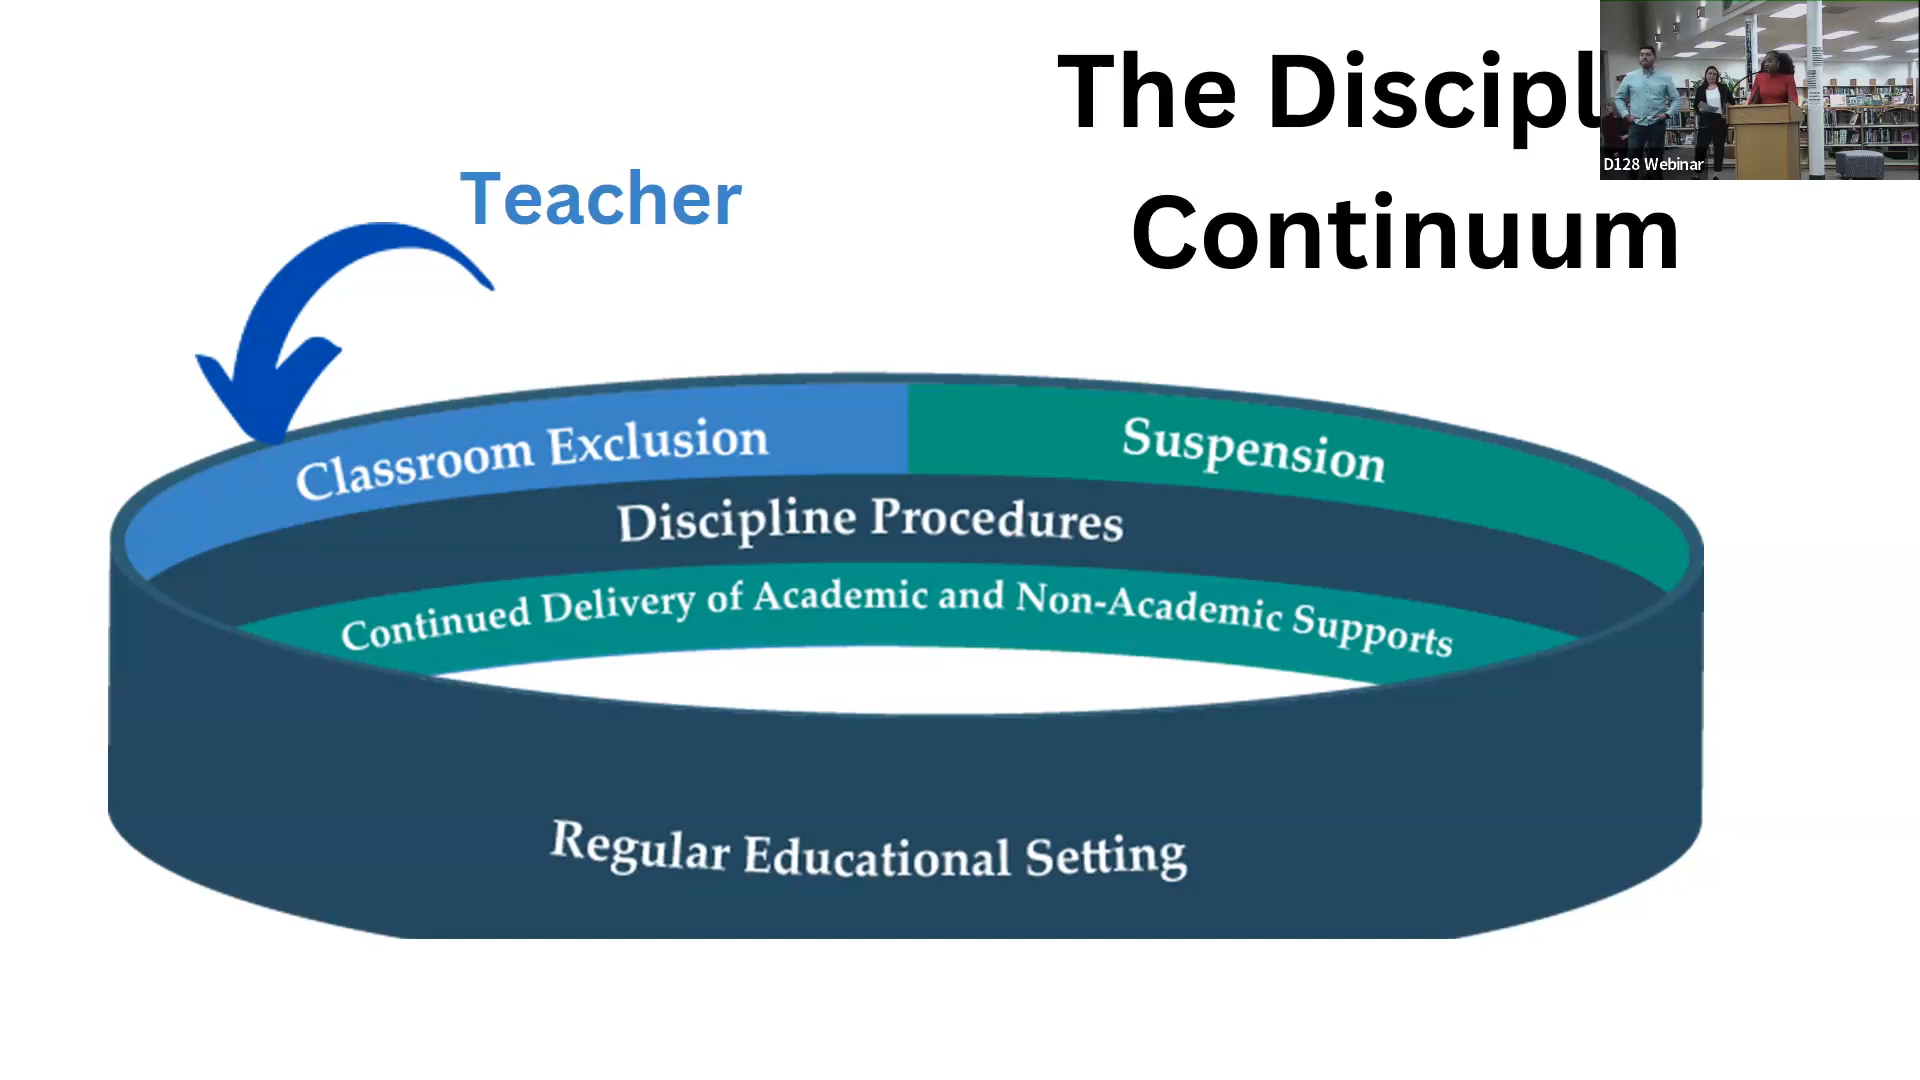 The Discipl
Continuum
D128 Webinar
Teacher
Classroom Exclusion
Suspension
Discipline Procedures
Continued Delivery of Academic and Non-Academic Supports
Regular Educational Setting